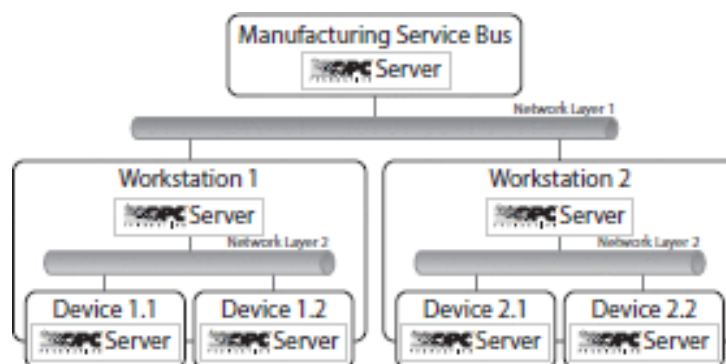 Manufacturing Service Bus
OPC Server
Network Layer 1
Workstation 1
OPC Server
Network Layer 2
Device 1.1
OPC Server
Device 1.2
OPC Server
Workstation 2
OPC Server
Network Layer 2
Device 2.1
OPC Server
Device 2.2
OPC Server